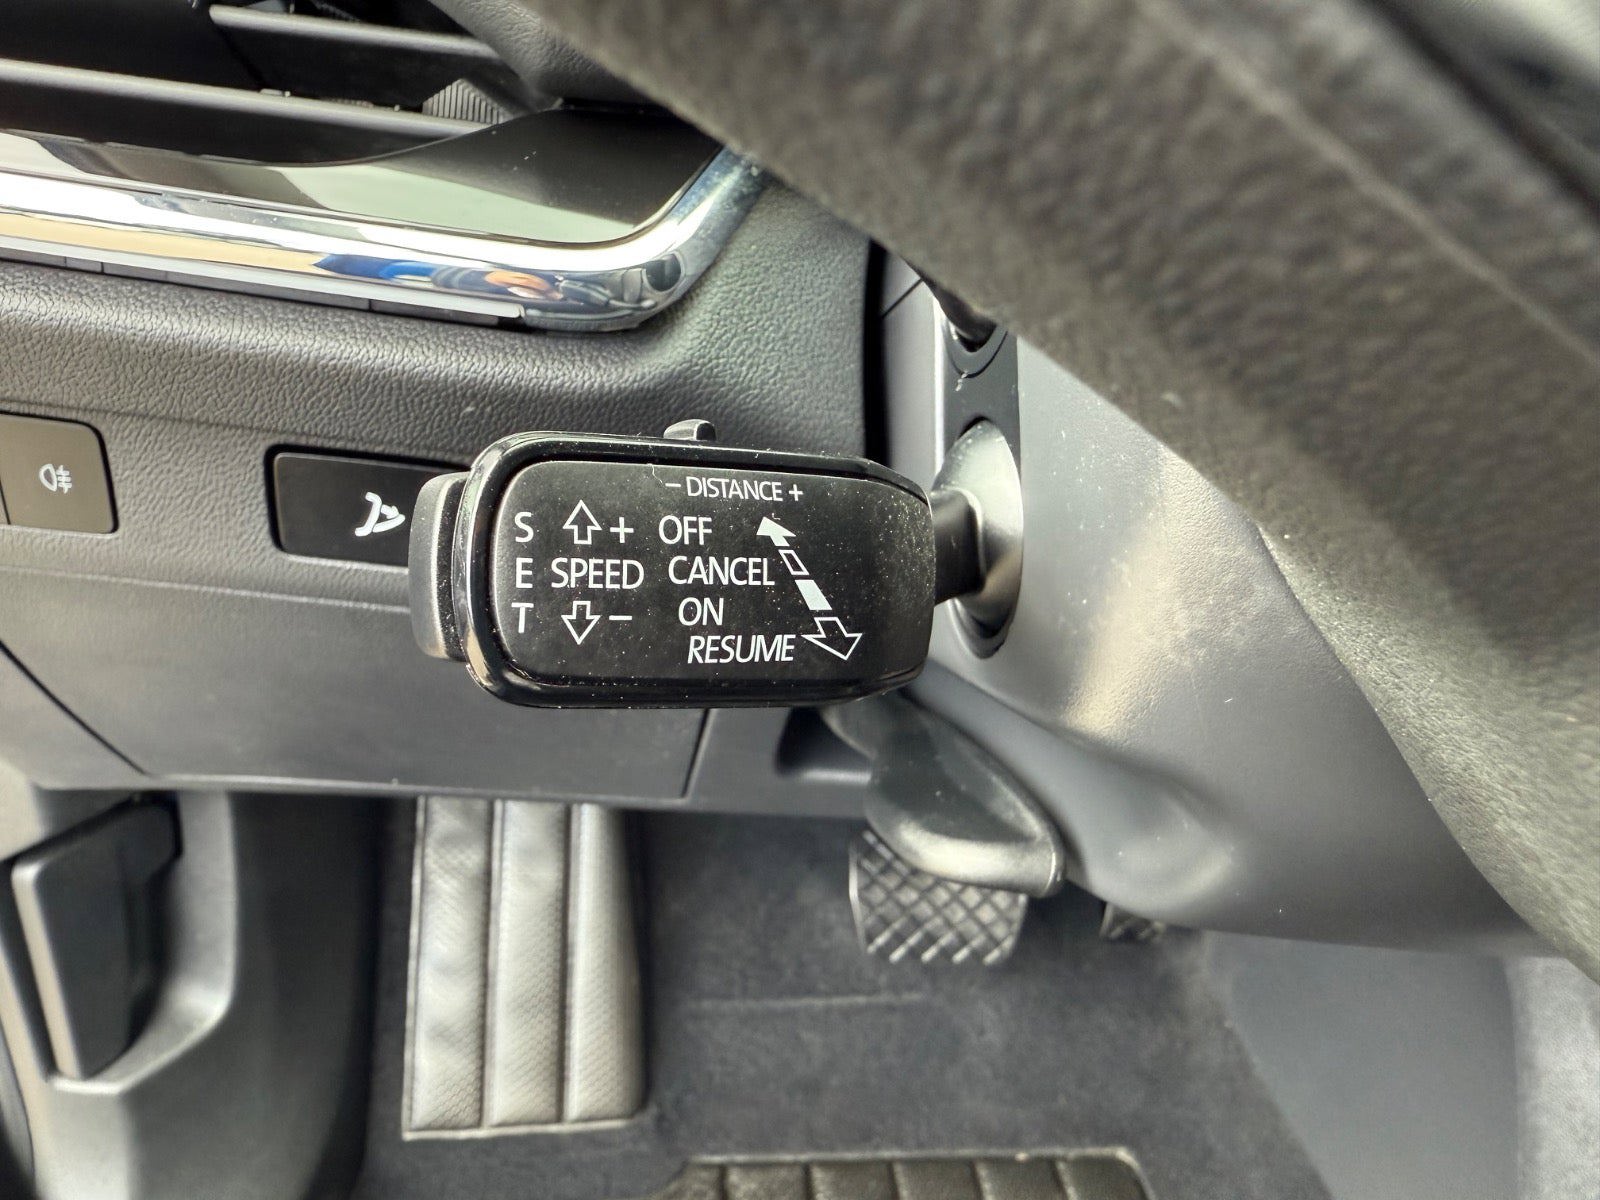 - DISTANCE +
S + OFF
E SPEED CANCEL
T - ON
RESUME